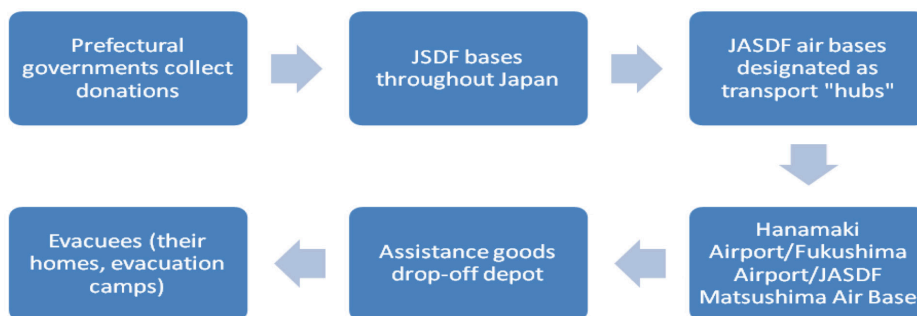 Prefectural
governments collect
donations
JSDF bases
throughout Japan
JASDF air bases
designated as
transport "hubs"
Hanamaki
Airport/Fukushima
Airport/JASDF
Matsushima Air Base
Assistance goods
drop-off depot
Evacuees (their
homes, evacuation
camps)